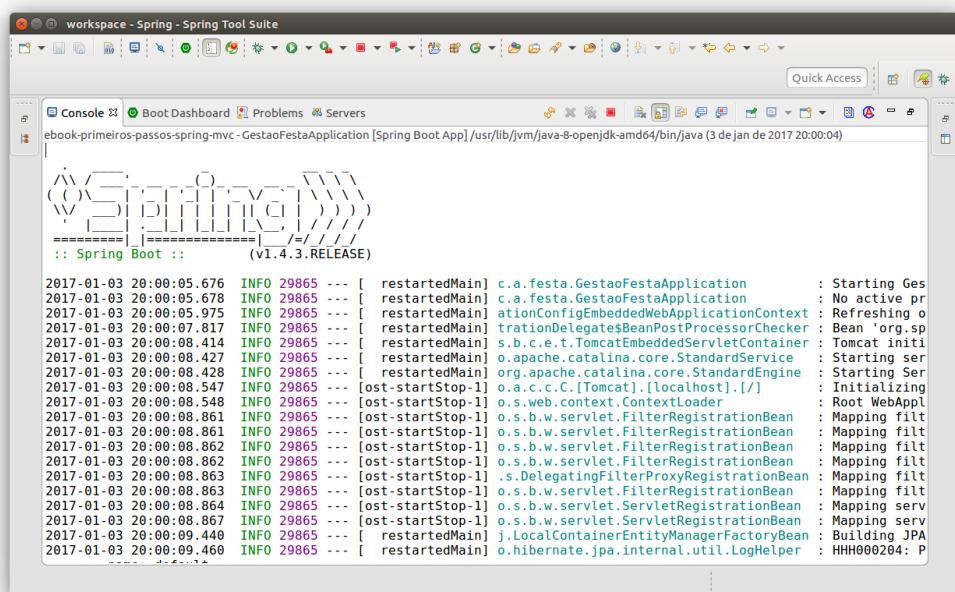 workspace - Spring - Spring Tool Suite
Quick Access
Console Boot Dashboard Problems Servers
ebook-primeiros-passos-spring-mvc - GestaoFestaApplication [Spring Boot App] /usr/lib/jvm/java-8-openjdk-amd64/bin/java (3 de jan de 2017 20:00:04)
  .   ____          _            __ _ _
 /\\ / ___'_ __ _ _(_)_ __  __ _ \ \ \ \
( ( )\___ | '_ | '_| | '_ \/ _` | \ \ \ \
 \\/  ___)| |_)| | | | | || (_| |  ) ) ) )
  '  |____| .__|_| |_|_| |_\__, | / / / /
 =========|_|==============|___/=/_/_/_/
 :: Spring Boot ::        (v1.4.3.RELEASE)
2017-01-03 20:00:05.676  INFO 29865 --- [  restartedMain] c.a.festa.GestaoFestaApplication         : Starting Ges
2017-01-03 20:00:05.678  INFO 29865 --- [  restartedMain] c.a.festa.GestaoFestaApplication         : No active pr
2017-01-03 20:00:05.975  INFO 29865 --- [  restartedMain] ationConfigEmbeddedWebApplicationContext : Refreshing o
2017-01-03 20:00:07.817  INFO 29865 --- [  restartedMain] trationDelegate$BeanPostProcessorChecker : Bean 'org.sp
2017-01-03 20:00:08.414  INFO 29865 --- [  restartedMain] s.b.c.e.t.TomcatEmbeddedServletContainer : Tomcat initi
2017-01-03 20:00:08.427  INFO 29865 --- [  restartedMain] o.apache.catalina.core.StandardService   : Starting ser
2017-01-03 20:00:08.428  INFO 29865 --- [  restartedMain] org.apache.catalina.core.StandardEngine  : Starting Ser
2017-01-03 20:00:08.547  INFO 29865 --- [ost-startStop-1] o.a.c.c.C.[Tomcat].[localhost].[/]       : Initializing
2017-01-03 20:00:08.548  INFO 29865 --- [ost-startStop-1] o.s.web.context.ContextLoader            : Root WebAppl
2017-01-03 20:00:08.861  INFO 29865 --- [ost-startStop-1] o.s.b.w.servlet.FilterRegistrationBean   : Mapping filt
2017-01-03 20:00:08.861  INFO 29865 --- [ost-startStop-1] o.s.b.w.servlet.FilterRegistrationBean   : Mapping filt
2017-01-03 20:00:08.862  INFO 29865 --- [ost-startStop-1] o.s.b.w.servlet.FilterRegistrationBean   : Mapping filt
2017-01-03 20:00:08.862  INFO 29865 --- [ost-startStop-1] o.s.b.w.servlet.FilterRegistrationBean   : Mapping filt
2017-01-03 20:00:08.863  INFO 29865 --- [ost-startStop-1] .s.DelegatingFilterProxyRegistrationBean : Mapping filt
2017-01-03 20:00:08.863  INFO 29865 --- [ost-startStop-1] o.s.b.w.servlet.FilterRegistrationBean   : Mapping filt
2017-01-03 20:00:08.864  INFO 29865 --- [ost-startStop-1] o.s.b.w.servlet.ServletRegistrationBean  : Mapping serv
2017-01-03 20:00:08.867  INFO 29865 --- [ost-startStop-1] o.s.b.w.servlet.ServletRegistrationBean  : Mapping serv
2017-01-03 20:00:09.440  INFO 29865 --- [  restartedMain] j.LocalContainerEntityManagerFactoryBean : Building JPA
2017-01-03 20:00:09.460  INFO 29865 --- [  restartedMain] o.hibernate.jpa.internal.util.LogHelper  : HHH000204: P